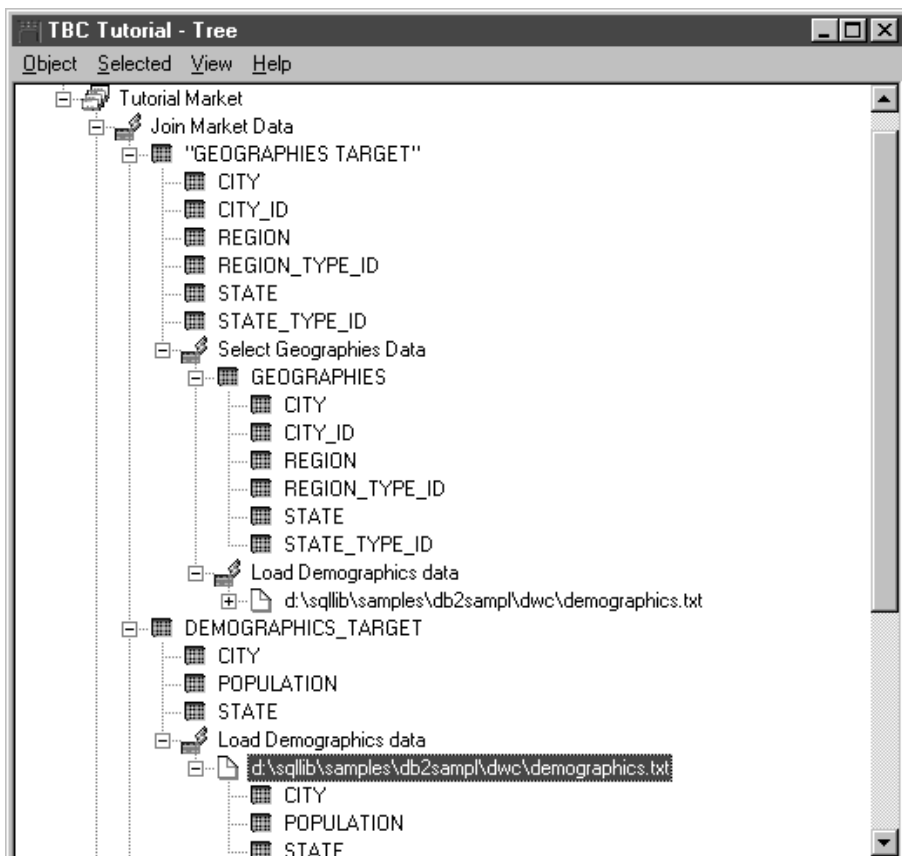 TBC Tutorial - Tree
Object Selected View Help
Tutorial Market
Join Market Data
"GEOGRAPHIES TARGET"
CITY
CITY_ID
REGION
REGION_TYPE_ID
STATE
STATE_TYPE_ID
Select Geographies Data
GEOGRAPHIES
CITY
CITY_ID
REGION
REGION_TYPE_ID
STATE
STATE_TYPE_ID
Load Demographics data
d:\sqllib\samples\db2sampl\dwc\demographics.txt
DEMOGRAPHICS_TARGET
CITY
POPULATION
STATE
Load Demographics data
d:\sqllib\samples\db2sampl\dwc\demographics.txt
CITY
POPULATION
STATE